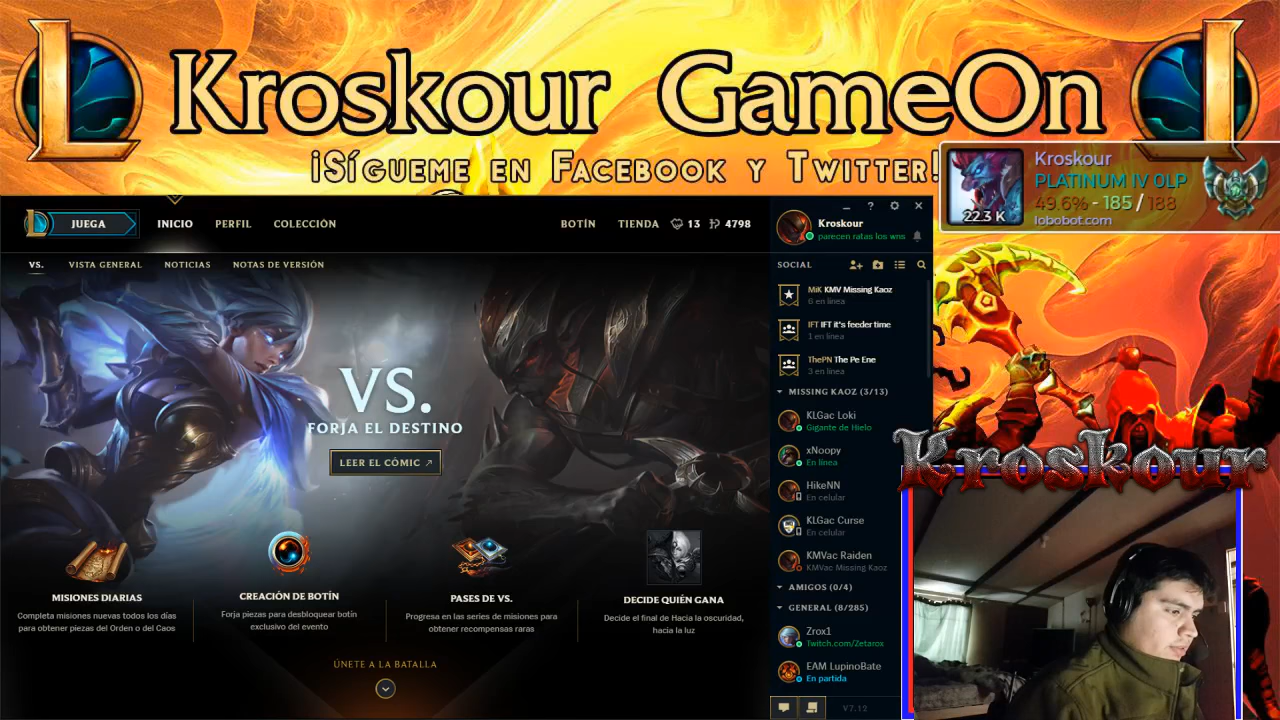 Kroskour GameOn
¡Sígueme en Facebook y Twitter!
Kroskour
PLATINUM IV 0LP
49.6% - 185 / 188
lobobot.com
22.3 K
JUEGA
INICIO
PERFIL
COLECCIÓN
BOTÍN
TIENDA
13
4798
Kroskour
parecen ratas los wns
VS.
VISTA GENERAL
NOTICIAS
NOTAS DE VERSIÓN
SOCIAL
MiK KMV Missing Kaoz
6 en línea
IFT IFT it's feeder time
1 en línea
ThePN The Pe Ene
3 en línea
MISSING KAOZ (3/13)
KLGac Loki
Gigante de Hielo
xNoopy
En línea
HikeNN
En celular
KLGac Curse
En celular
KMVac Raiden
KMVac Missing Kaoz
AMIGOS (0/4)
GENERAL (8/285)
Zrox1
Twitch.com/Zetarox
EAM LupinoBate
En partida
V7.12
VS.
FORJA EL DESTINO
LEER EL CÓMIC
MISIONES DIARIAS
Completa misiones nuevas todos los días
para obtener piezas del Orden o del Caos
CREACIÓN DE BOTÍN
Forja piezas para desbloquear botín
exclusivo del evento
PASES DE VS.
Progresa en las series de misiones para
obtener recompensas raras
DECIDE QUIÉN GANA
Decide el final de Hacia la oscuridad,
hacia la luz
ÚNETE A LA BATALLA
Kroskour